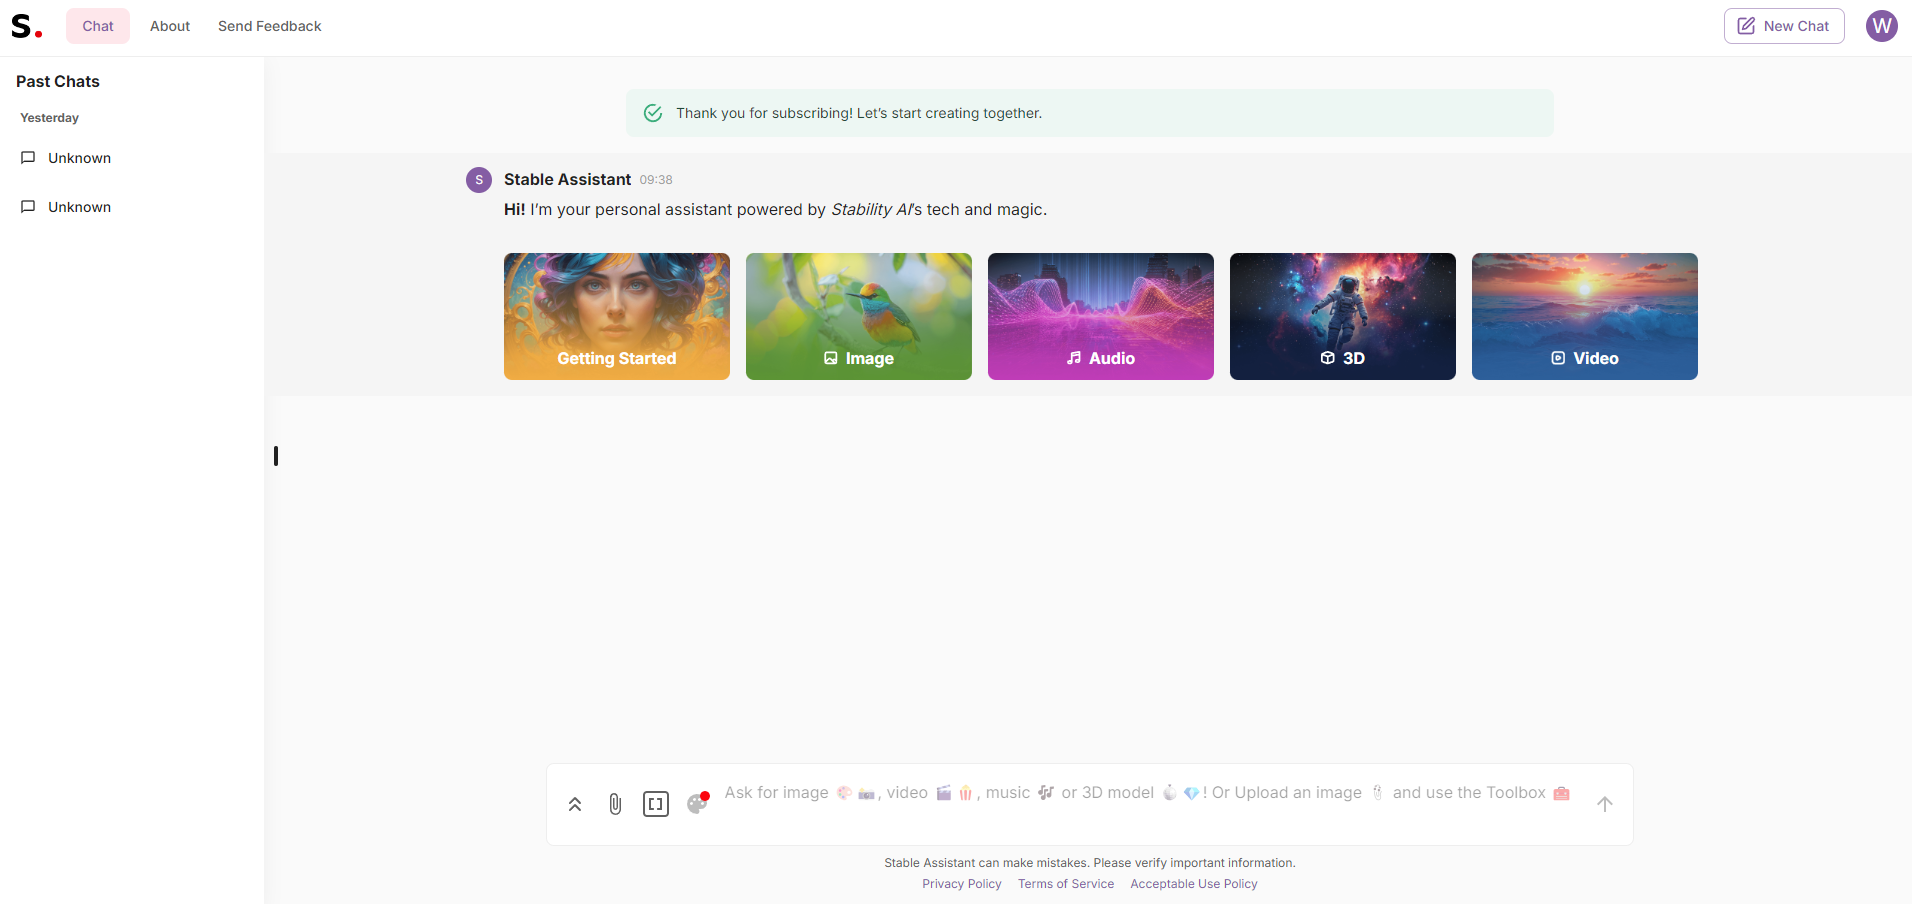 S.
Chat
About
Send Feedback
New Chat
W
Past Chats
Yesterday
Unknown
Unknown
Thank you for subscribing! Let’s start creating together.
S
Stable Assistant 09:38
Hi! I’m your personal assistant powered by Stability AI’s tech and magic.
Getting Started
Image
Audio
3D
Video
Ask for image 🎨 📸, video 🎬 🍿, music 🎶 or 3D model 💍 💎! Or Upload an image 🖇️ and use the Toolbox 🧰
Stable Assistant can make mistakes. Please verify important information.
Privacy Policy
Terms of Service
Acceptable Use Policy